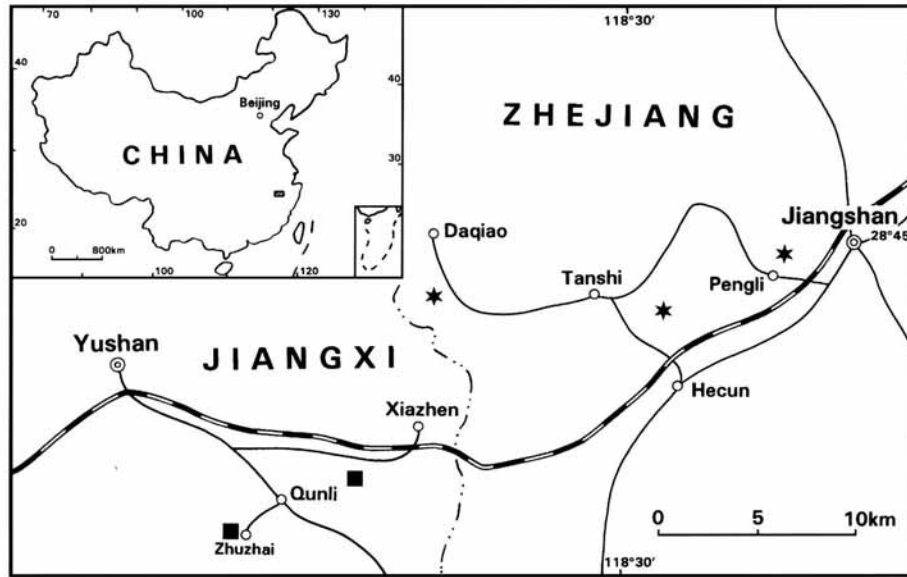 70
130
118°30'
40
Beijing
40
CHINA
30
30
20
20
0 800km
100
120
ZHEJIANG
Jiangshan
28°45'
Daqiao
Tanshi
Pengli
Yushan
JIANGXI
Hecun
Xiazhen
Qunli
Zhuzhai
0 5 10km
118°30'